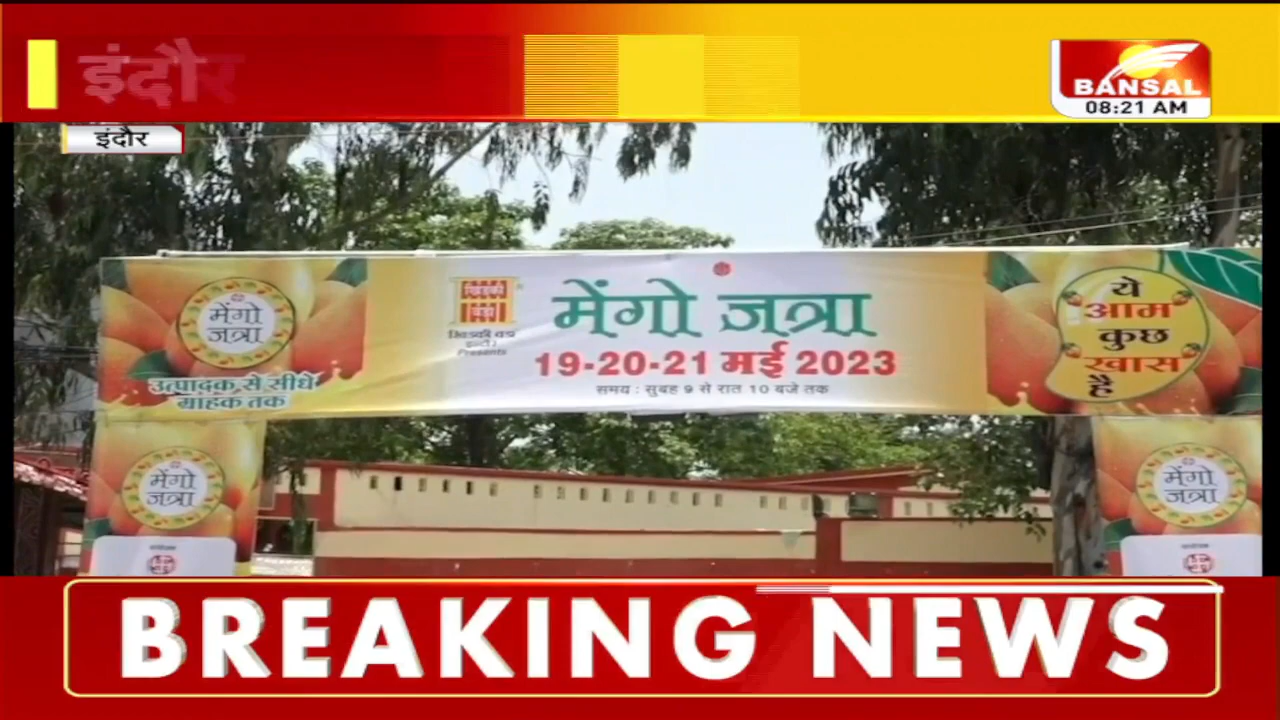 इंदौर
BANSAL
08:21 AM
इंदौर
मेंगो
जत्रा
उत्पादक से सीधे
ग्राहक तक
Presents
मेंगो जत्रा
19-20-21 मई 2023
समय : सुबह 9 से रात 10 बजे तक
ये
आम
कुछ
खास
है
मेंगो
जत्रा
मेंगो
जत्रा
BREAKING NEWS